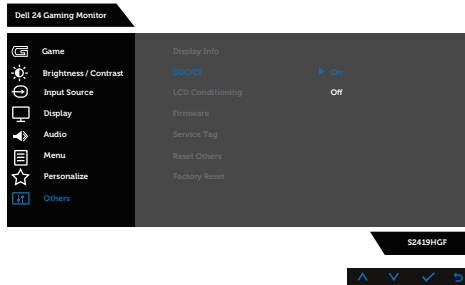 Dell 24 Gaming Monitor
Game
Display Info
Brightness / Contrast
DDC/CI
On
Input Source
LCD Conditioning
Off
Display
Firmware
Audio
Service Tag
Menu
Reset Others
Personalize
Factory Reset
Others
S2419HGF